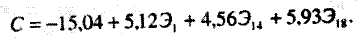 C = −15,04 + 5,12Э₁ + 4,56Э₁₄ + 5,93Э₁₈.